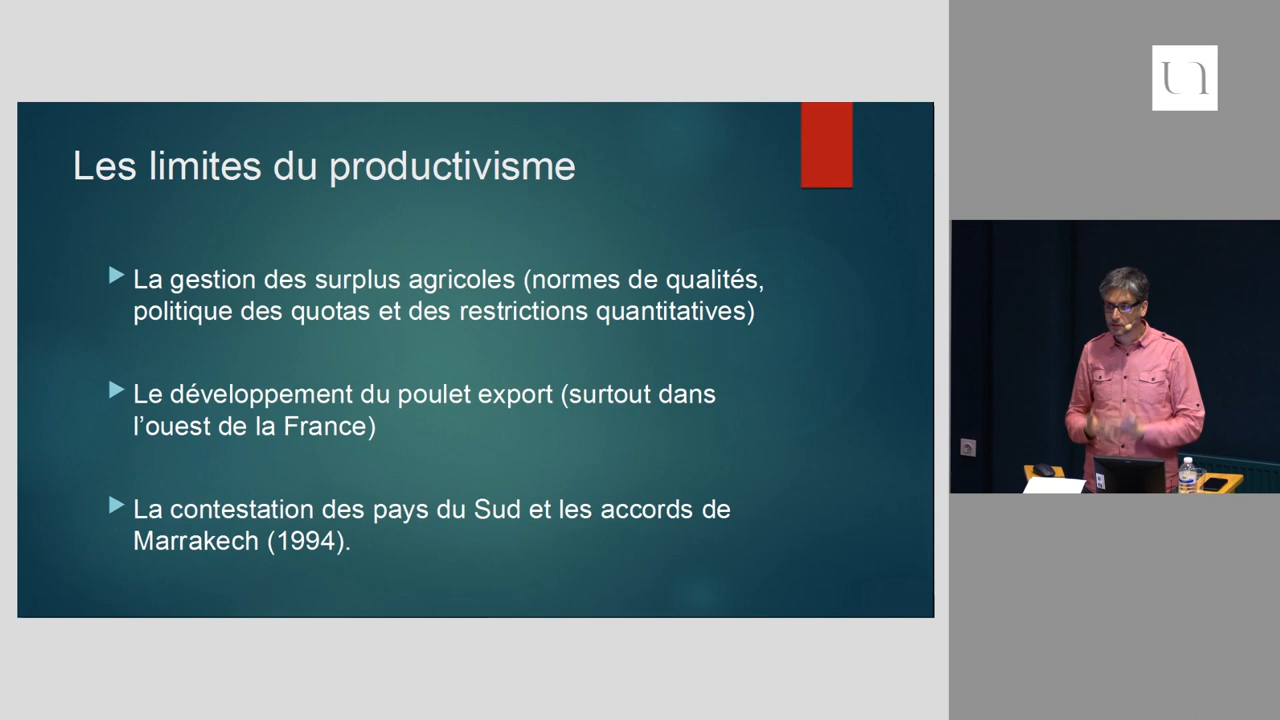 un
Les limites du productivisme
La gestion des surplus agricoles (normes de qualités,
politique des quotas et des restrictions quantitatives)
Le développement du poulet export (surtout dans
l’ouest de la France)
La contestation des pays du Sud et les accords de
Marrakech (1994).